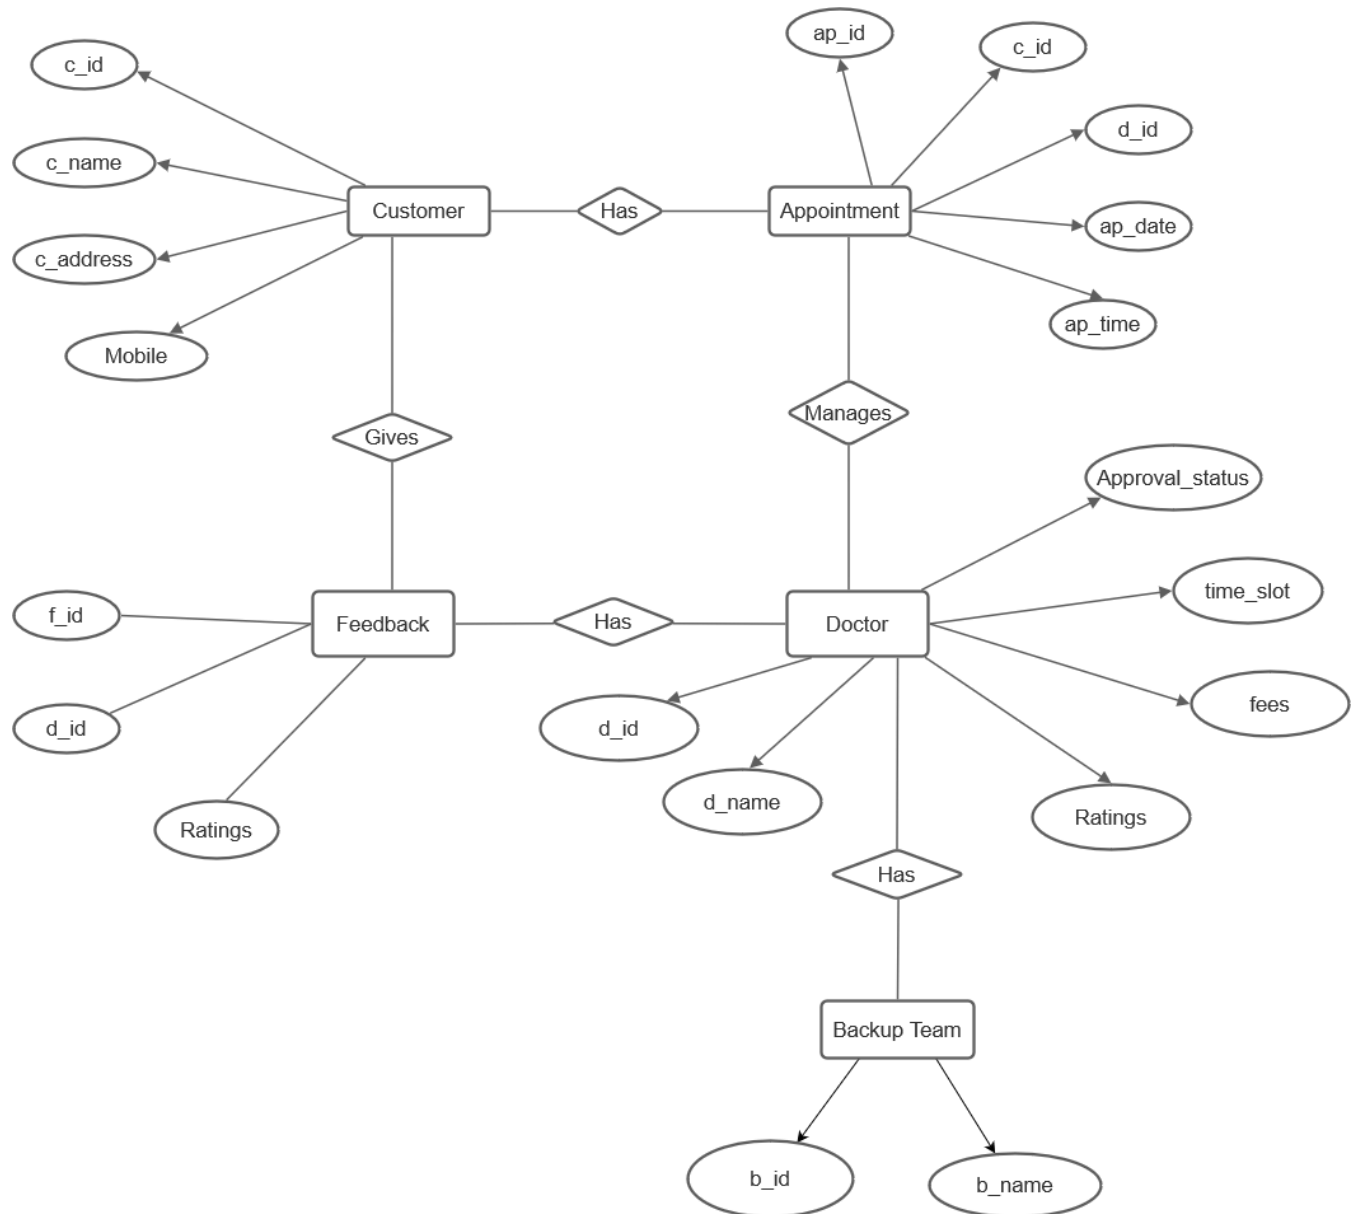 ap_id
c_id
c_id
d_id
c_name
Customer
Has
Appointment
ap_date
c_address
ap_time
Mobile
Manages
Gives
Approval_status
time_slot
f_id
Feedback
Has
Doctor
fees
d_id
d_id
d_name
Ratings
Ratings
Has
Backup Team
b_id
b_name